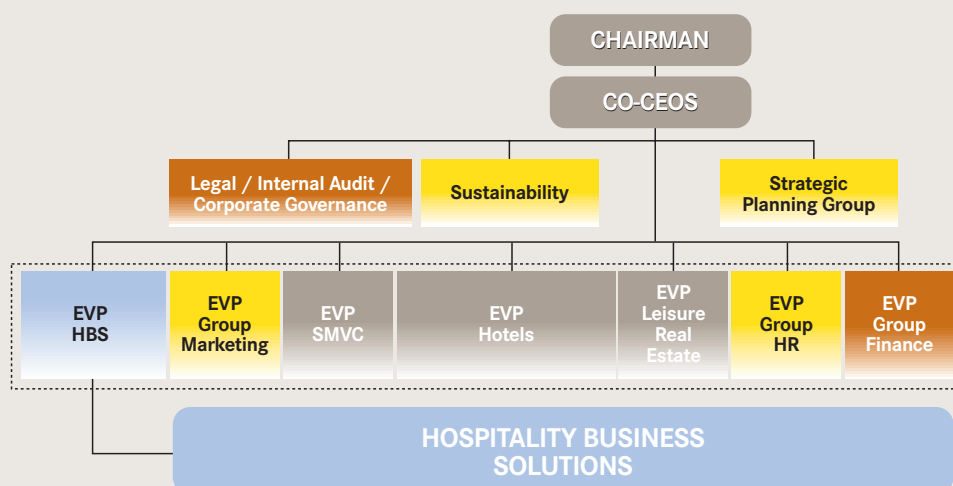 CHAIRMAN
CO-CEOS
Legal / Internal Audit /
Corporate Governance
Sustainability
Strategic
Planning Group
EVP
HBS
EVP
Group
Marketing
EVP
SMVC
EVP
Hotels
EVP
Leisure
Real
Estate
EVP
Group
HR
EVP
Group
Finance
HOSPITALITY BUSINESS
SOLUTIONS